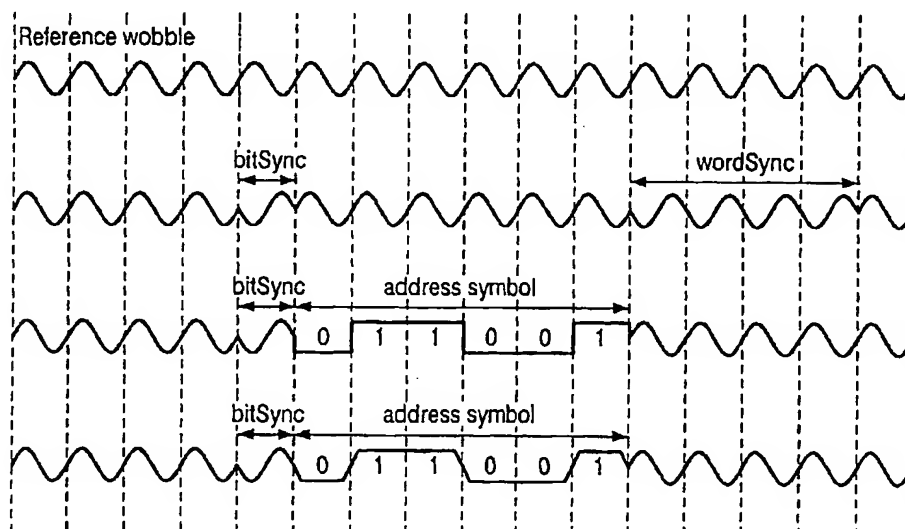 Reference wobble
bitSync
wordSync
bitSync
address symbol
0 1 1 0 0 1
bitSync
address symbol
0 1 1 0 0 1